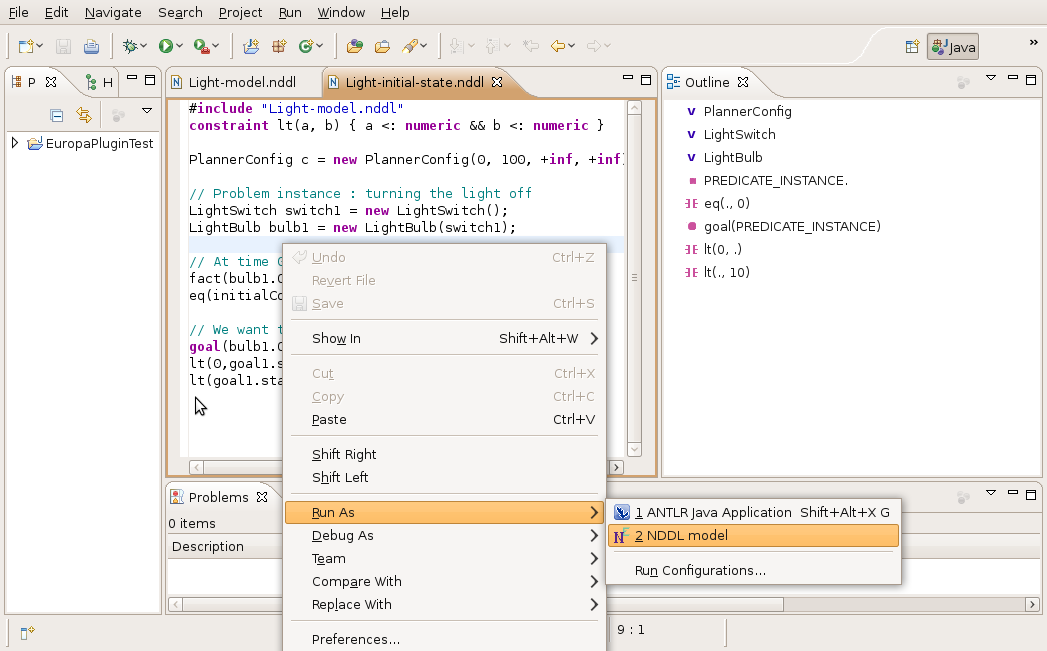 File Edit Navigate Search Project Run Window Help
Java
»
P
H
EuropaPluginTest
Light-model.nddl
Light-initial-state.nddl
#include "Light-model.nddl"
constraint lt(a, b) { a <: numeric && b <: numeric }
PlannerConfig c = new PlannerConfig(0, 100, +inf, +inf)
// Problem instance : turning the light off
LightSwitch switch1 = new LightSwitch();
LightBulb bulb1 = new LightBulb(switch1);
// At time
fact(bulb1.
eq(initialCo
// We want t
goal(bulb1.
lt(0,goal1.s
lt(goal1.sta
Undo Ctrl+Z
Revert File
Save Ctrl+S
Show In Shift+Alt+W
Cut Ctrl+X
Copy Ctrl+C
Paste Ctrl+V
Shift Right
Shift Left
Run As
Debug As
Team
Compare With
Replace With
Preferences...
1 ANTLR Java Application Shift+Alt+X G
2 NDDL model
Run Configurations...
Outline
PlannerConfig
LightSwitch
LightBulb
PREDICATE_INSTANCE.
eq(., 0)
goal(PREDICATE_INSTANCE)
lt(0, .)
lt(., 10)
Problems
0 items
Description
9 : 1